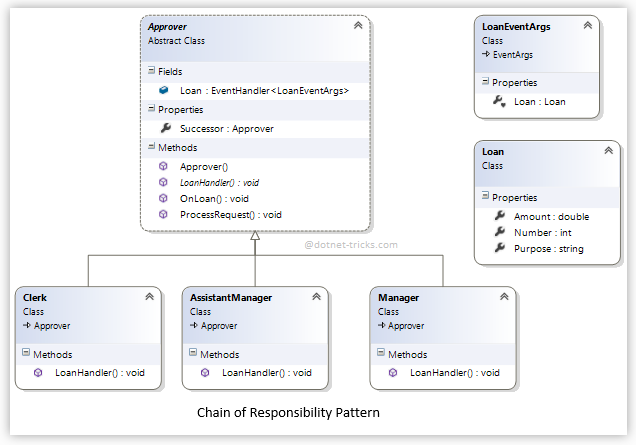 Approver
Abstract Class
Fields
Loan : EventHandler<LoanEventArgs>
Properties
Successor : Approver
Methods
Approver()
LoanHandler() : void
OnLoan() : void
ProcessRequest() : void
LoanEventArgs
Class
EventArgs
Properties
Loan : Loan
Loan
Class
Properties
Amount : double
Number : int
Purpose : string
@dotnet-tricks.com
Clerk
Class
Approver
Methods
LoanHandler() : void
AssistantManager
Class
Approver
Methods
LoanHandler() : void
Manager
Class
Approver
Methods
LoanHandler() : void
Chain of Responsibility Pattern